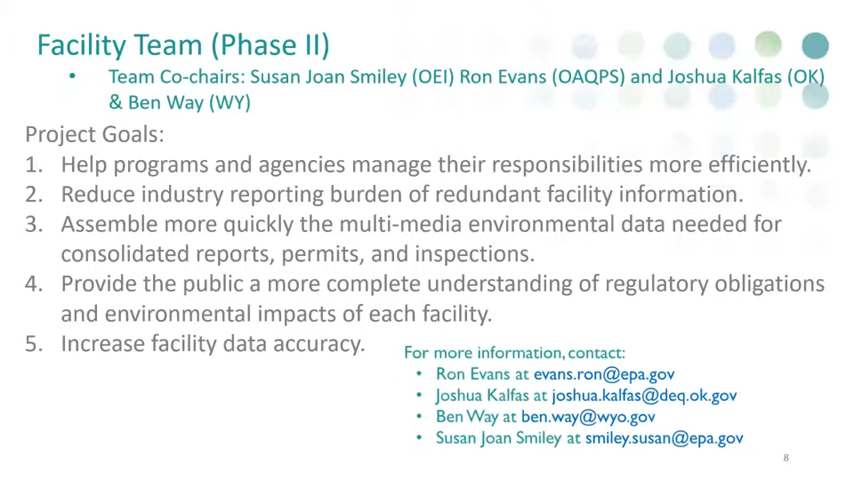 Facility Team (Phase II)
• Team Co-chairs: Susan Joan Smiley (OEI) Ron Evans (OAQPS) and Joshua Kalfas (OK)
& Ben Way (WY)
Project Goals:
1. Help programs and agencies manage their responsibilities more efficiently.
2. Reduce industry reporting burden of redundant facility information.
3. Assemble more quickly the multi-media environmental data needed for
consolidated reports, permits, and inspections.
4. Provide the public a more complete understanding of regulatory obligations
and environmental impacts of each facility.
5. Increase facility data accuracy.
For more information, contact:
• Ron Evans at evans.ron@epa.gov
• Joshua Kalfas at joshua.kalfas@deq.ok.gov
• Ben Way at ben.way@wyo.gov
• Susan Joan Smiley at smiley.susan@epa.gov
8